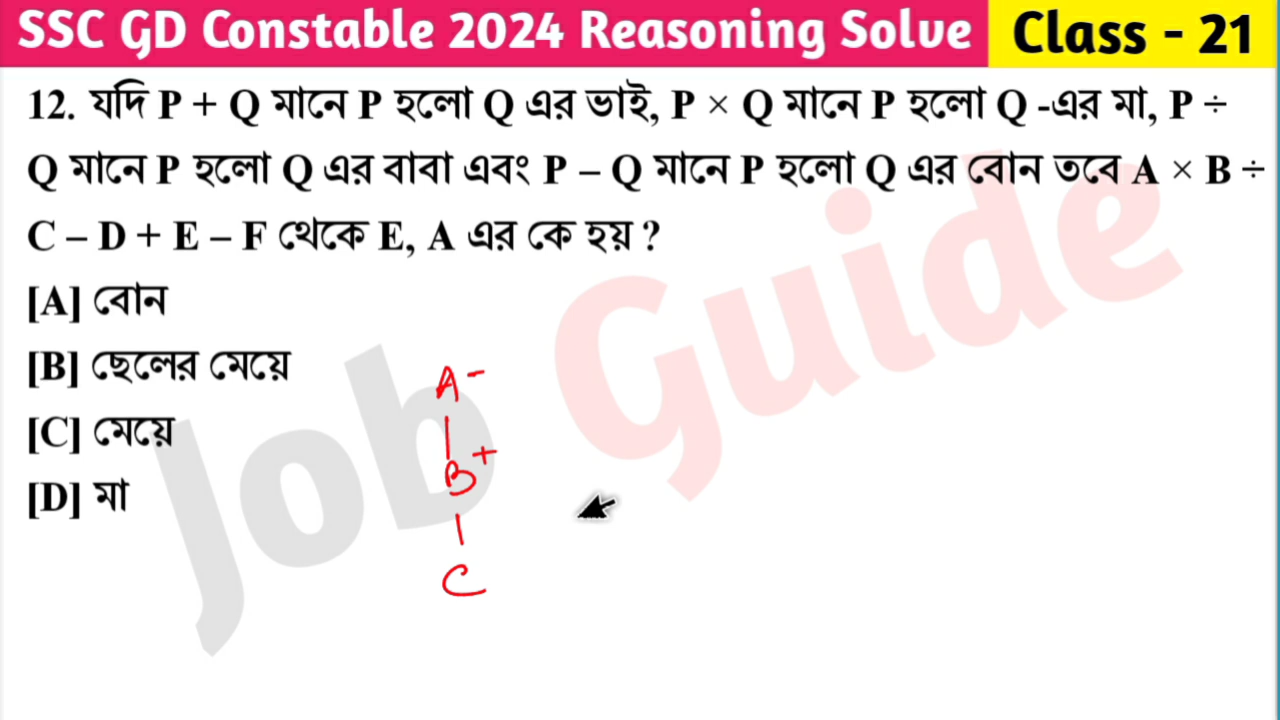 SSC GD Constable 2024 Reasoning Solve Class - 21
12. যদি P + Q মানে P হলো Q এর ভাই, P × Q মানে P হলো Q -এর মা, P ÷
Q মানে P হলো Q এর বাবা এবং P – Q মানে P হলো Q এর বোন তবে A × B ÷
C – D + E – F থেকে E, A এর কে হয় ?
[A] বোন
[B] ছেলের মেয়ে
[C] মেয়ে
[D] মা
A -
B +
C
Job Guide